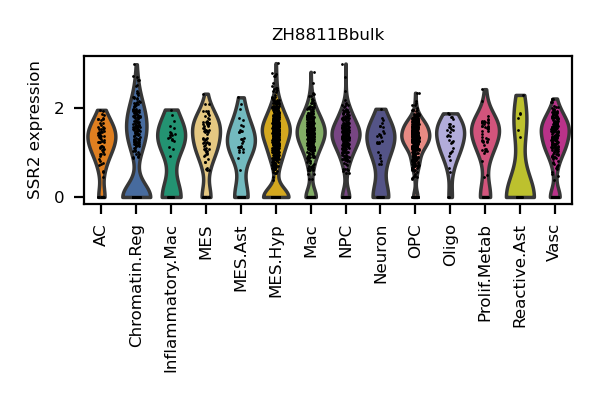 ZH8811Bbulk
SSR2 expression
2
0
AC
Chromatin.Reg
Inflammatory.Mac
MES
MES.Ast
MES.Hyp
Mac
NPC
Neuron
OPC
Oligo
Prolif.Metab
Reactive.Ast
Vasc